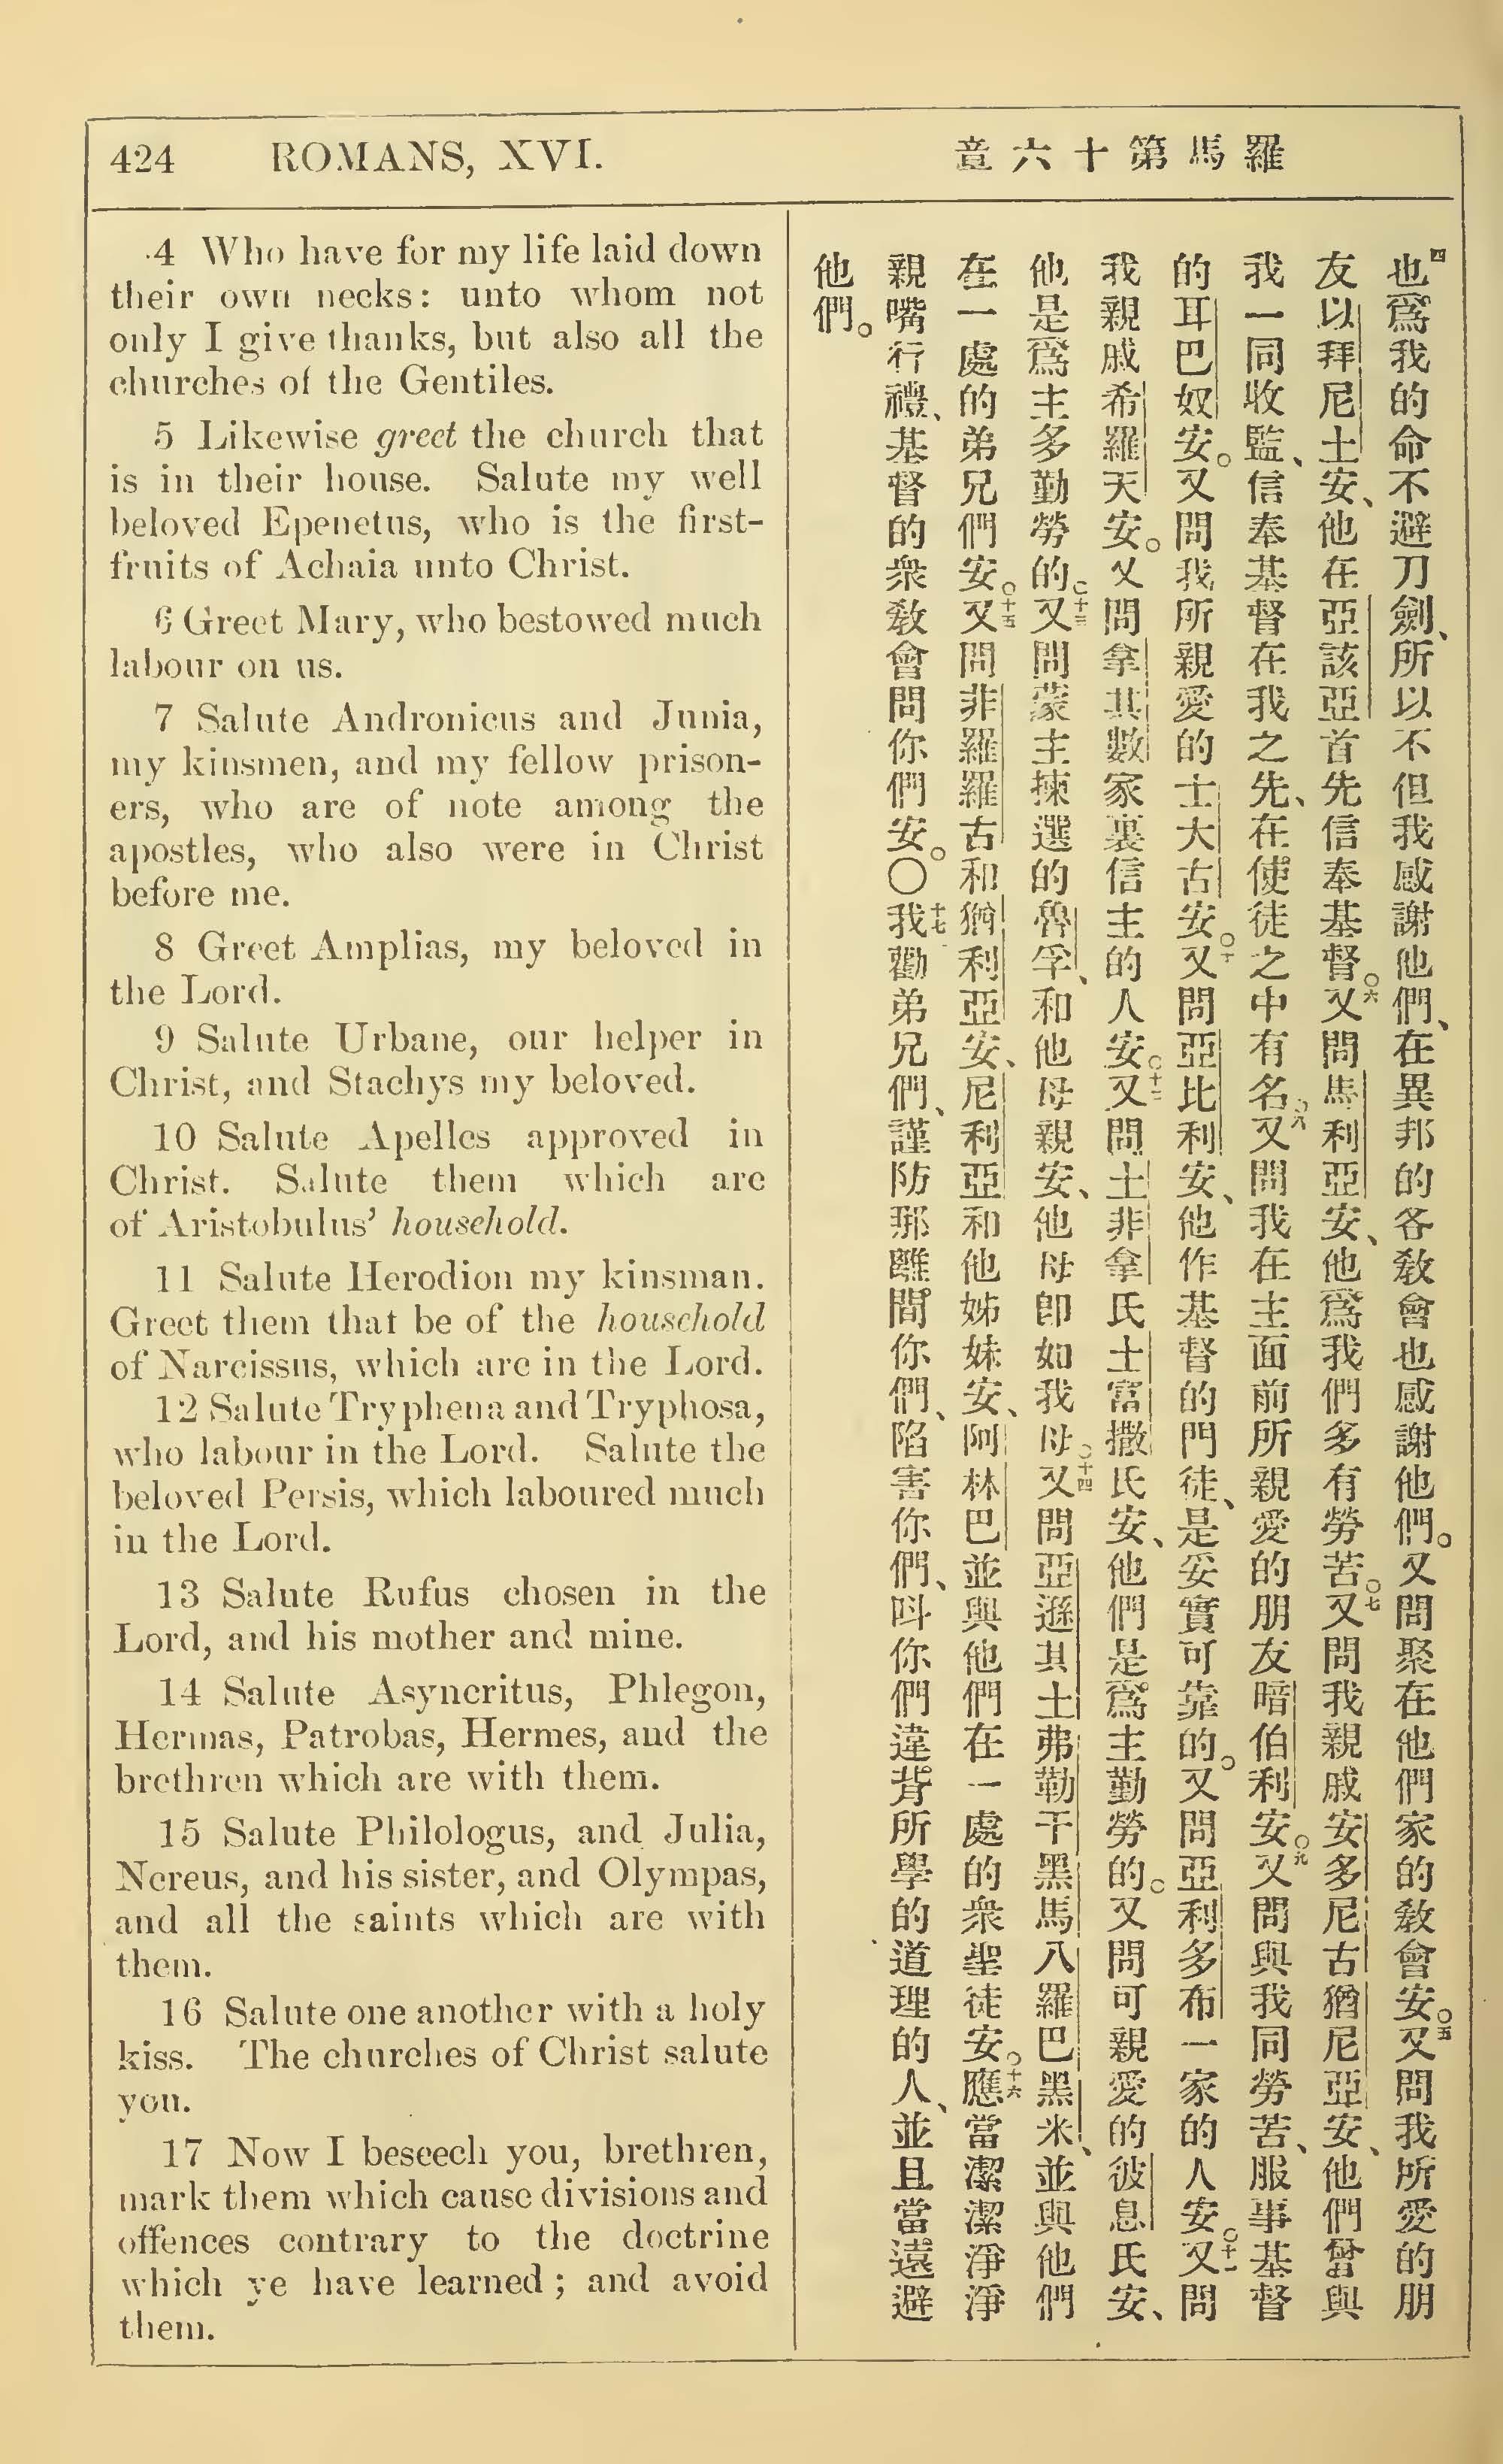 424 ROMANS, XVI.
羅馬第十六章
4 Who have for my life laid down
their own necks: unto whom not
only I give thanks, but also all the
churches of the Gentiles.
5 Likewise greet the church that
is in their house. Salute my well
beloved Epenetus, who is the first-
fruits of Achaia unto Christ.
6 Greet Mary, who bestowed much
labour on us.
7 Salute Andronicus and Junia,
my kinsmen, and my fellow prison-
ers, who are of note among the
apostles, who also were in Christ
before me.
8 Greet Amplias, my beloved in
the Lord.
9 Salute Urbane, our helper in
Christ, and Stachys my beloved.
10 Salute Apelles approved in
Christ. Salute them which are
of Aristobulus' household.
11 Salute Herodion my kinsman.
Greet them that be of the household
of Narcissus, which are in the Lord.
12 Salute Tryphena and Tryphosa,
who labour in the Lord. Salute the
beloved Persis, which laboured much
in the Lord.
13 Salute Rufus chosen in the
Lord, and his mother and mine.
14 Salute Asyncritus, Phlegon,
Hermas, Patrobas, Hermes, and the
brethren which are with them.
15 Salute Philologus, and Julia,
Nereus, and his sister, and Olympas,
and all the saints which are with
them.
16 Salute one another with a holy
kiss. The churches of Christ salute
you.
17 Now I beseech you, brethren,
mark them which cause divisions and
offences contrary to the doctrine
which ye have learned; and avoid
them.
四也爲我的命不避刀劍、所以不但我感謝他們、在異邦的各敎會也感謝他們。又問聚在他們家的敎會安。五又問我所愛的朋
友以拜尼土安、他在亞該亞首先信奉基督。六又問馬利亞安、他爲我們多有勞苦。七又問我親戚安多尼古猶尼亞安、他們曾與
我一同收監、信奉基督在我之先、在使徒之中有名。八又問我在主面前所親愛的朋友暗伯利安。九又問與我同勞苦、服事基督
的耳巴奴安。又問我所親愛的士大古安。十又問亞比利安、他作基督的門徒、是妥實可靠的。又問亞利多布一家的人安。十一又問
我親戚希羅天安。又問拿其數家裏信主的人安。十二又問土非拿氏土富撒氏安、他們是爲主勤勞的。又問可親愛的彼息氏安、
他是爲主多勤勞的。十三又問蒙主揀選的魯孚、和他母親安、他母卽如我母。十四又問亞遜其土弗勒干黑馬八羅巴黑米、並與他們
在一處的弟兄們安。十五又問非羅羅古和猶利亞安、尼利亞和他姊妹安、阿林巴並與他們在一處的衆聖徒安。十六應當潔潔淨淨
親嘴行禮、基督的衆敎會問你們安。〇十七我勸弟兄們、謹防那離間你們、陷害你們、呌你們違背所學的道理的人、並且當遠避
他們。